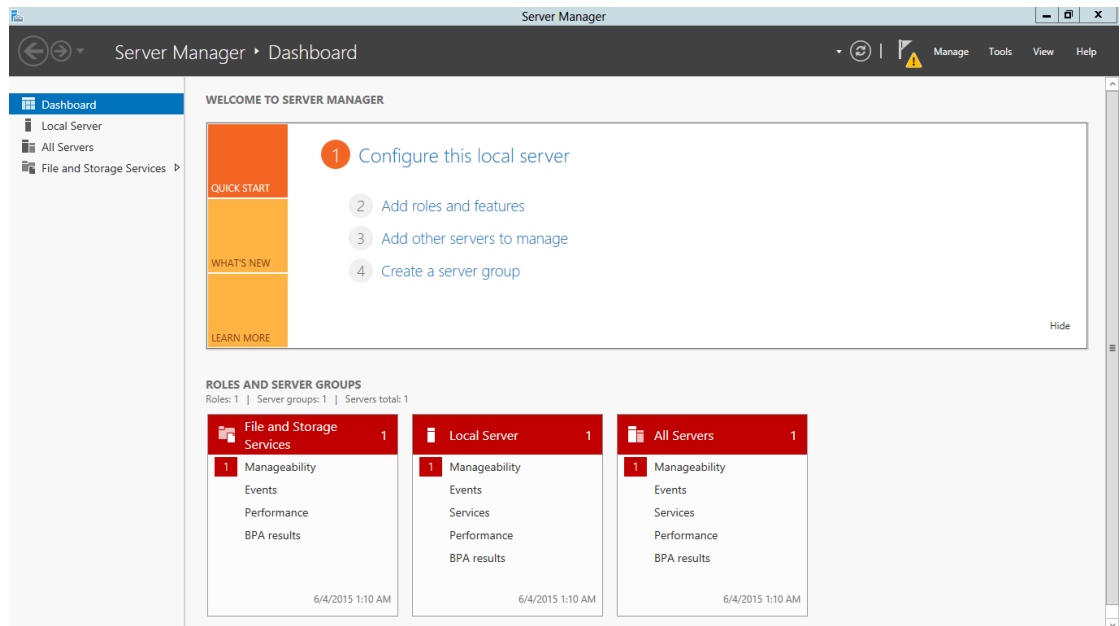 Server Manager
Server Manager ‣ Dashboard
Manage Tools View Help
Dashboard
Local Server
All Servers
File and Storage Services
WELCOME TO SERVER MANAGER
QUICK START
WHAT'S NEW
LEARN MORE
1 Configure this local server
2 Add roles and features
3 Add other servers to manage
4 Create a server group
Hide
ROLES AND SERVER GROUPS
Roles: 1 | Server groups: 1 | Servers total: 1
File and Storage
Services 1
1 Manageability
Events
Performance
BPA results
6/4/2015 1:10 AM
Local Server 1
1 Manageability
Events
Services
Performance
BPA results
6/4/2015 1:10 AM
All Servers 1
1 Manageability
Events
Services
Performance
BPA results
6/4/2015 1:10 AM